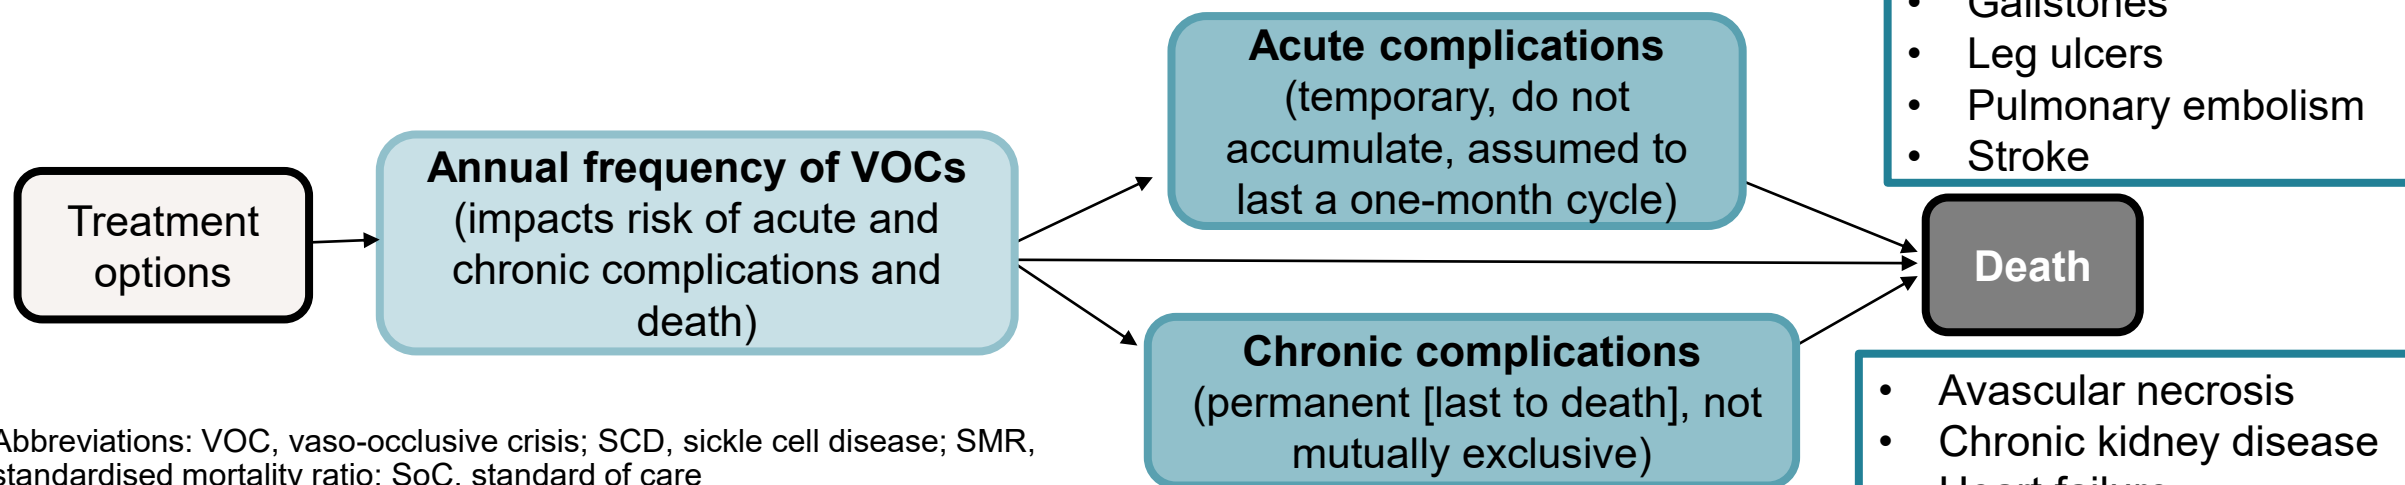 Treatment
options
Annual frequency of VOCs
(impacts risk of acute and
chronic complications and
death)
Acute complications
(temporary, do not
accumulate, assumed to
last a one-month cycle)
• Gallstones
• Leg ulcers
• Pulmonary embolism
• Stroke
Death
Chronic complications
(permanent [last to death], not
mutually exclusive)
• Avascular necrosis
• Chronic kidney disease
• Heart failure
Abbreviations: VOC, vaso-occlusive crisis; SCD, sickle cell disease; SMR,
standardised mortality ratio; SoC, standard of care